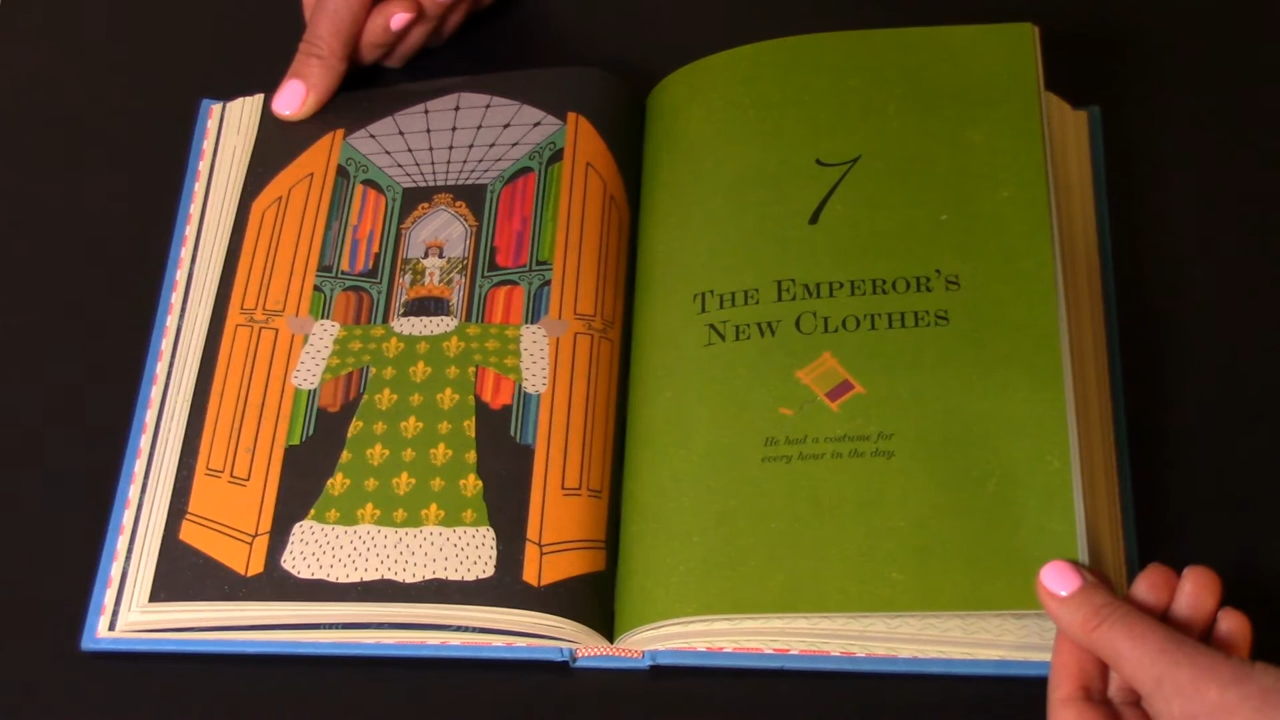 7
THE EMPEROR'S
NEW CLOTHES
He had a costume for
every hour in the day.